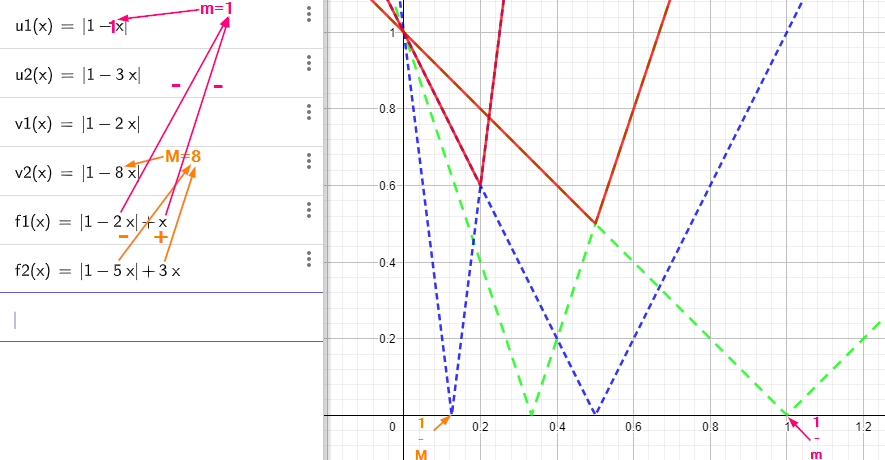 m=1
u1(x) = |1 − x|
1
u2(x) = |1 − 3 x|
-
-
v1(x) = |1 − 2 x|
M=8
v2(x) = |1 − 8 x|
f1(x) = |1 − 2 x| + x
-
+
f2(x) = |1 − 5 x| + 3 x
1
0.8
0.6
0.4
0.2
0
0.2
0.4
0.6
0.8
1
1.2
1
-
M
1
-
m